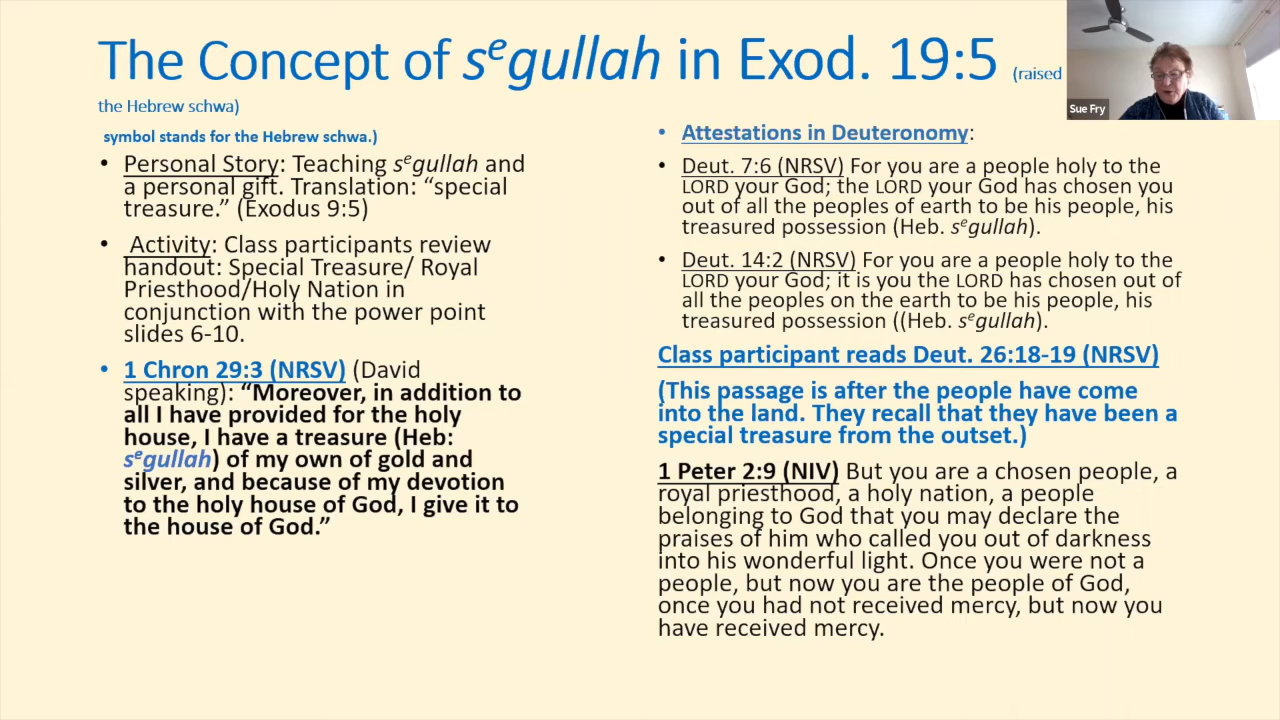 The Concept of segullah in Exod. 19:5 (raised
the Hebrew schwa)
symbol stands for the Hebrew schwa.)
• Personal Story: Teaching segullah and
a personal gift. Translation: “special
treasure.” (Exodus 9:5)
• Activity: Class participants review
handout: Special Treasure/ Royal
Priesthood/Holy Nation in
conjunction with the power point
slides 6-10.
• 1 Chron 29:3 (NRSV) (David
speaking): “Moreover, in addition to
all I have provided for the holy
house, I have a treasure (Heb:
segullah) of my own of gold and
silver, and because of my devotion
to the holy house of God, I give it to
the house of God.”
• Attestations in Deuteronomy:
• Deut. 7:6 (NRSV) For you are a people holy to the
LORD your God; the LORD your God has chosen you
out of all the peoples of earth to be his people, his
treasured possession (Heb. segullah).
• Deut. 14:2 (NRSV) For you are a people holy to the
LORD your God; it is you the LORD has chosen out of
all the peoples on the earth to be his people, his
treasured possession ((Heb. segullah).
Class participant reads Deut. 26:18-19 (NRSV)
(This passage is after the people have come
into the land. They recall that they have been a
special treasure from the outset.)
1 Peter 2:9 (NIV) But you are a chosen people, a
royal priesthood, a holy nation, a people
belonging to God that you may declare the
praises of him who called you out of darkness
into his wonderful light. Once you were not a
people, but now you are the people of God,
once you had not received mercy, but now you
have received mercy.
Sue Fry